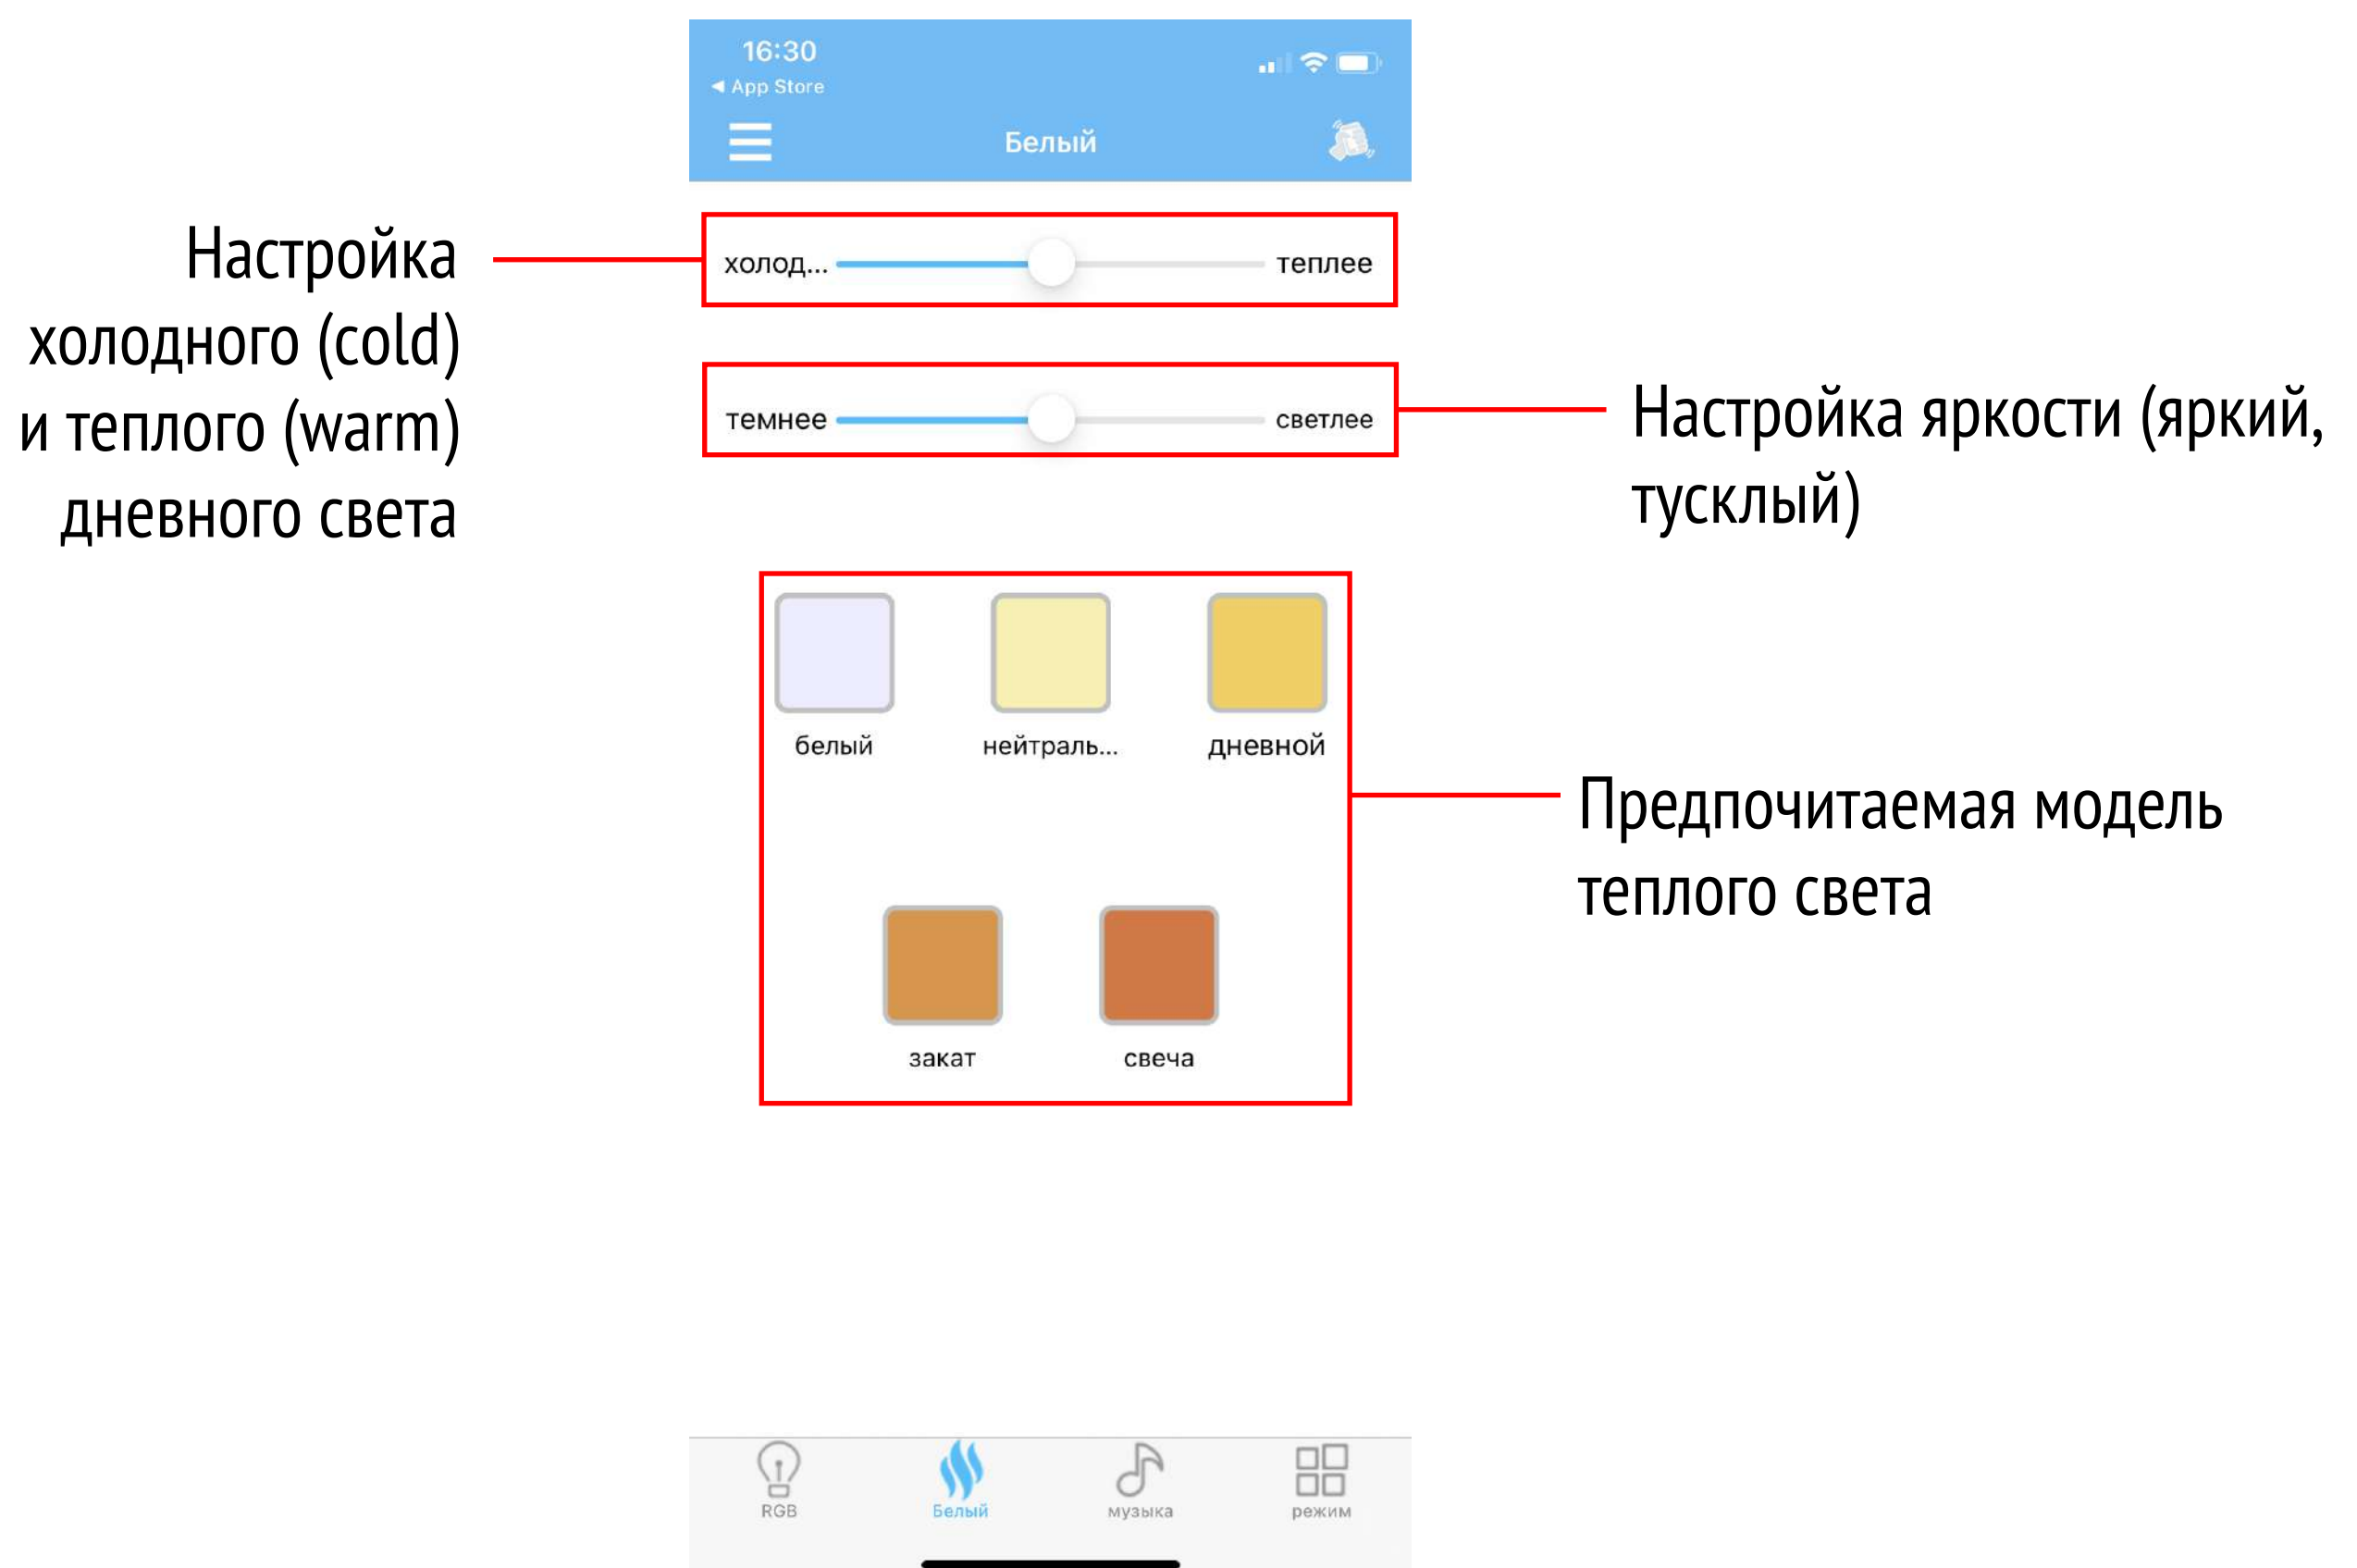 16:30
◀ App Store
Белый
Настройка
холодного (cold)
и теплого (warm)
дневного света
холод... теплее
темнее светлее
Настройка яркости (яркий,
тусклый)
белый нейтраль... дневной
Предпочитаемая модель
теплого света
закат свеча
RGB Белый музыка режим